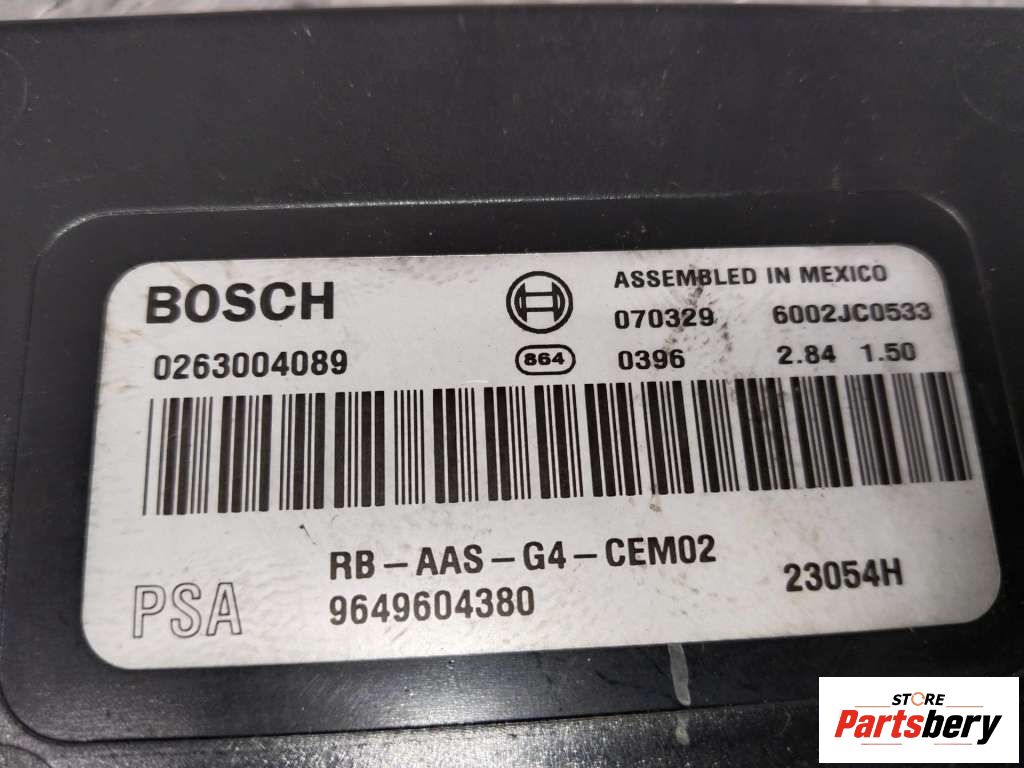 BOSCH
ASSEMBLED IN MEXICO
070329 6002JC0533
0263004089 864 0396 2.84 1.50
RB-AAS-G4-CEM02
PSA 9649604380 23054H
STORE
Partsbery